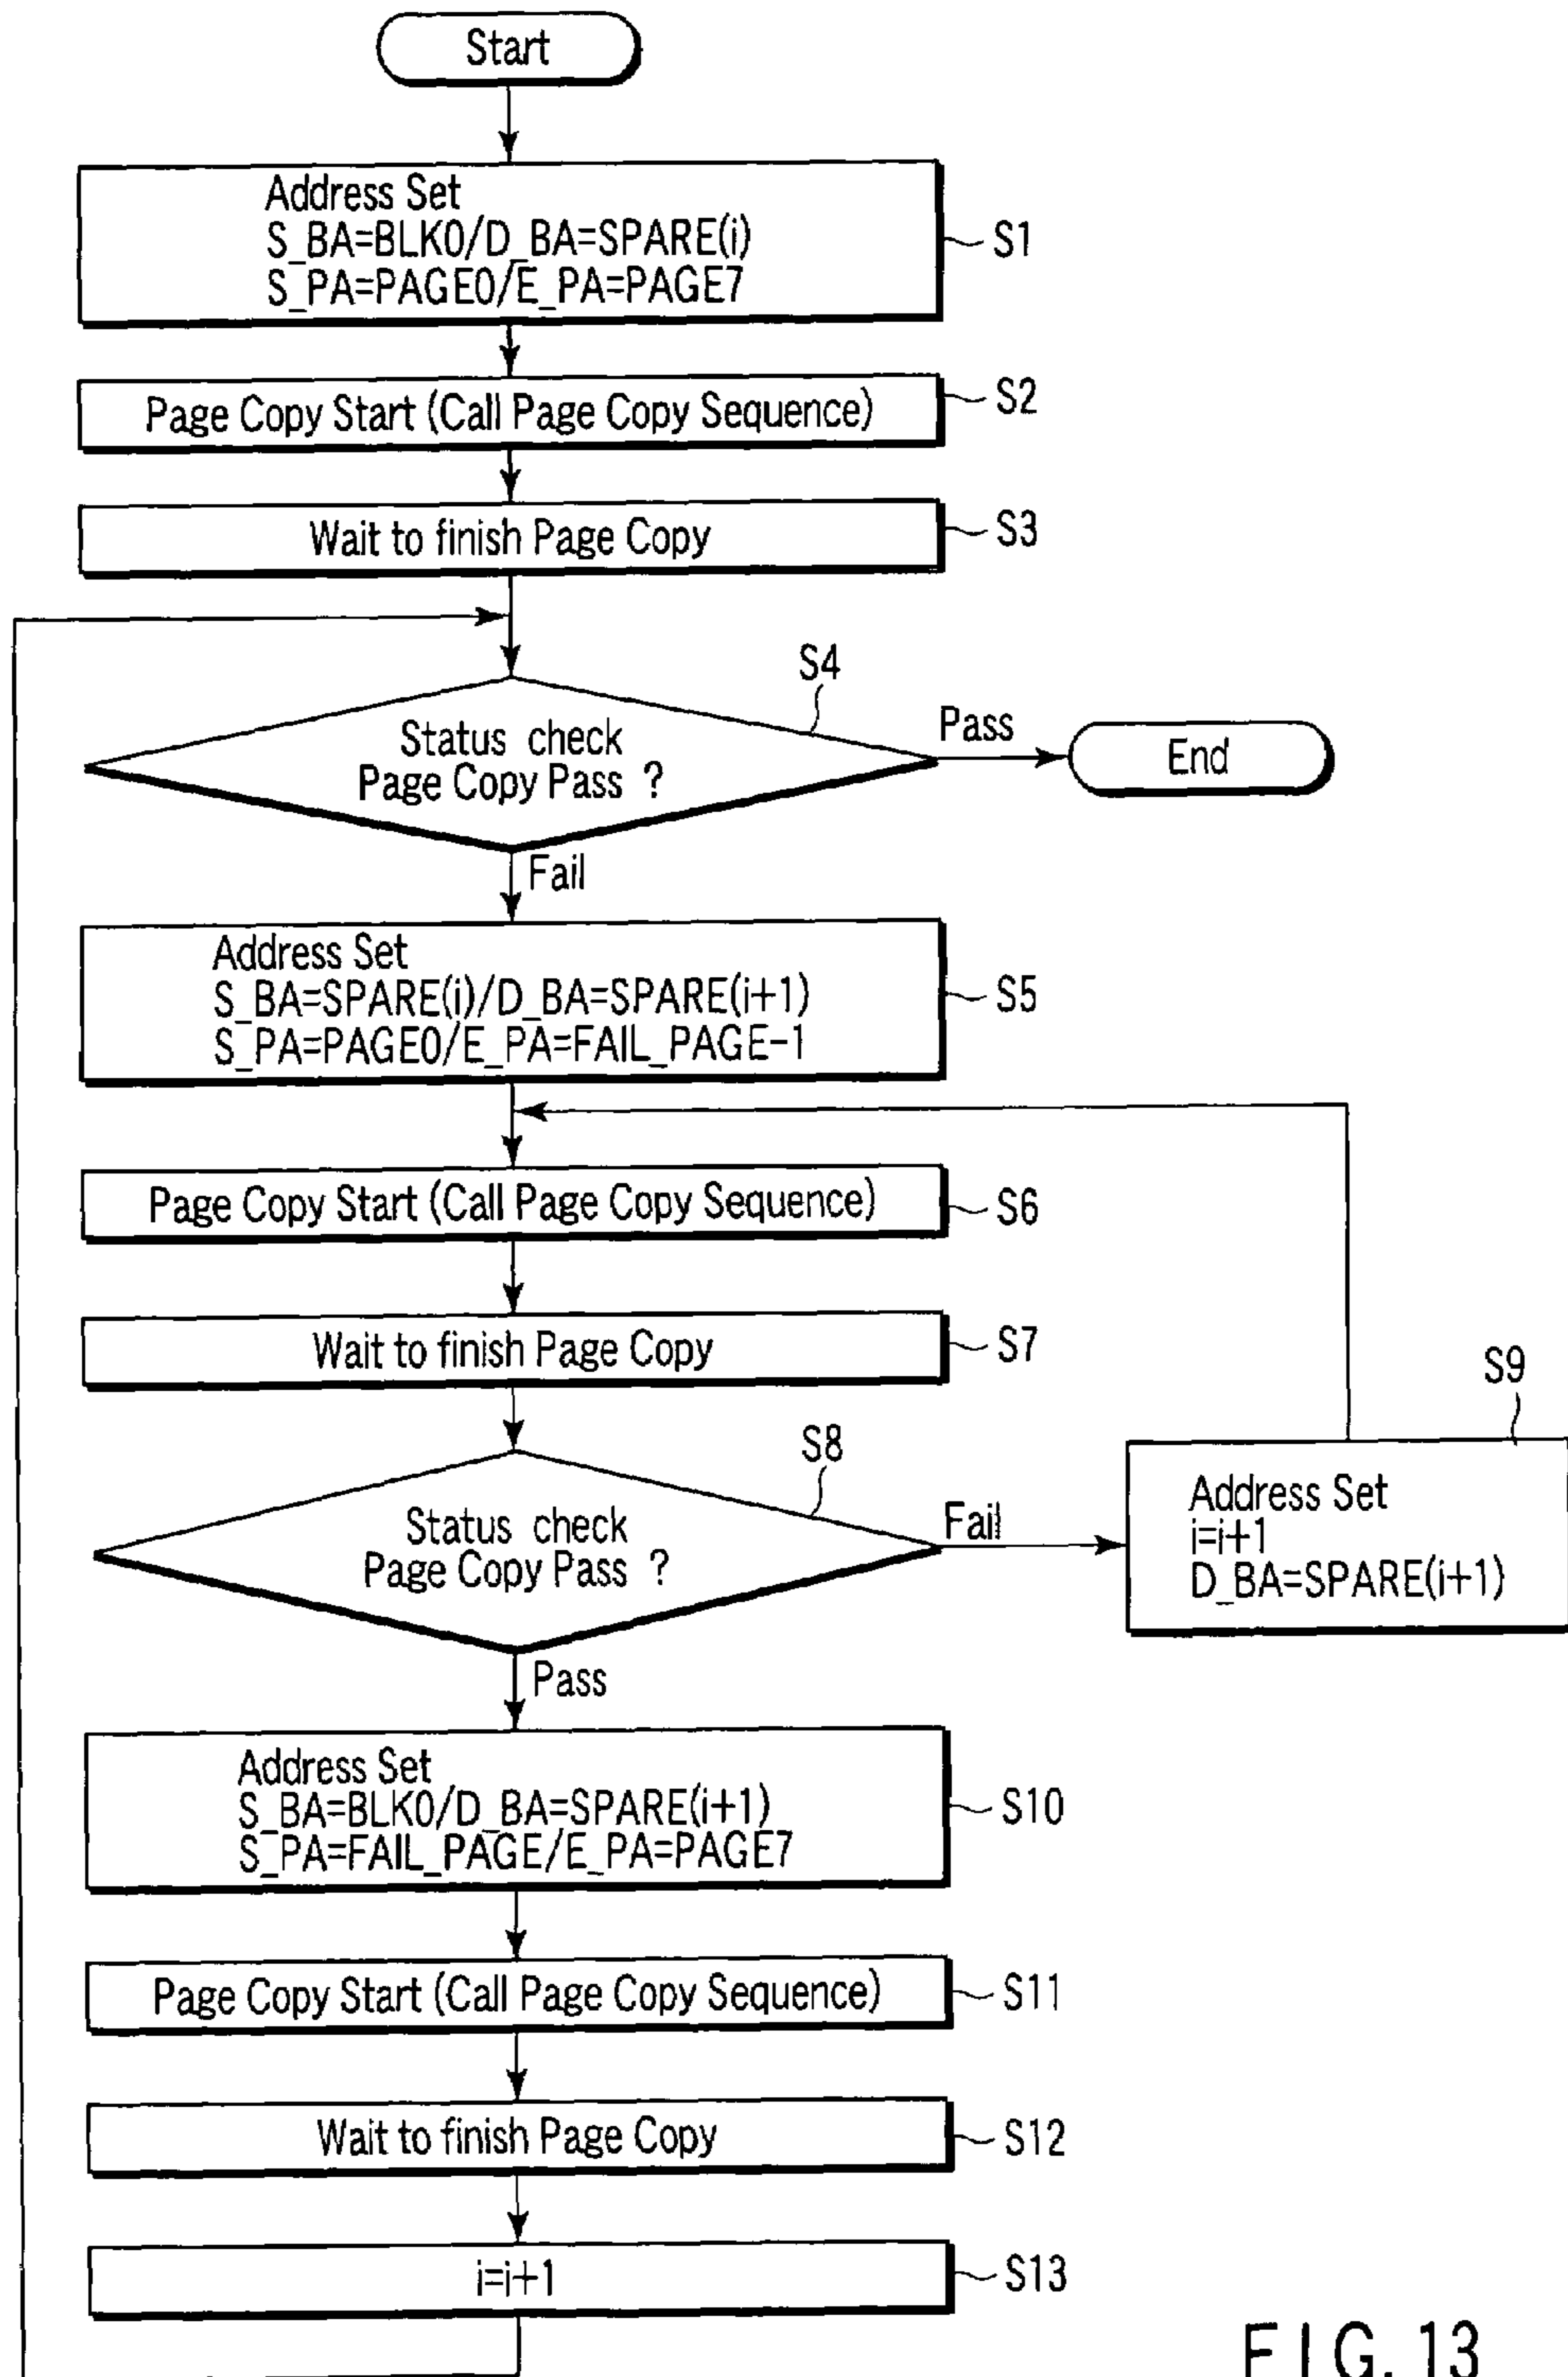 Start
Address Set
S_BA=BLK0/D_BA=SPARE(i)
S_PA=PAGE0/E_PA=PAGE7
S1
Page Copy Start (Call Page Copy Sequence)
S2
Wait to finish Page Copy
S3
S4
Status check
Page Copy Pass ?
Pass
End
Fail
Address Set
S_BA=SPARE(i)/D_BA=SPARE(i+1)
S_PA=PAGE0/E_PA=FAIL_PAGE-1
S5
Page Copy Start (Call Page Copy Sequence)
S6
Wait to finish Page Copy
S7
S8
Status check
Page Copy Pass ?
Fail
S9
Address Set
i=i+1
D_BA=SPARE(i+1)
Pass
Address Set
S_BA=BLK0/D_BA=SPARE(i+1)
S_PA=FAIL_PAGE/E_PA=PAGE7
S10
Page Copy Start (Call Page Copy Sequence)
S11
Wait to finish Page Copy
S12
i=i+1
S13
FIG. 13